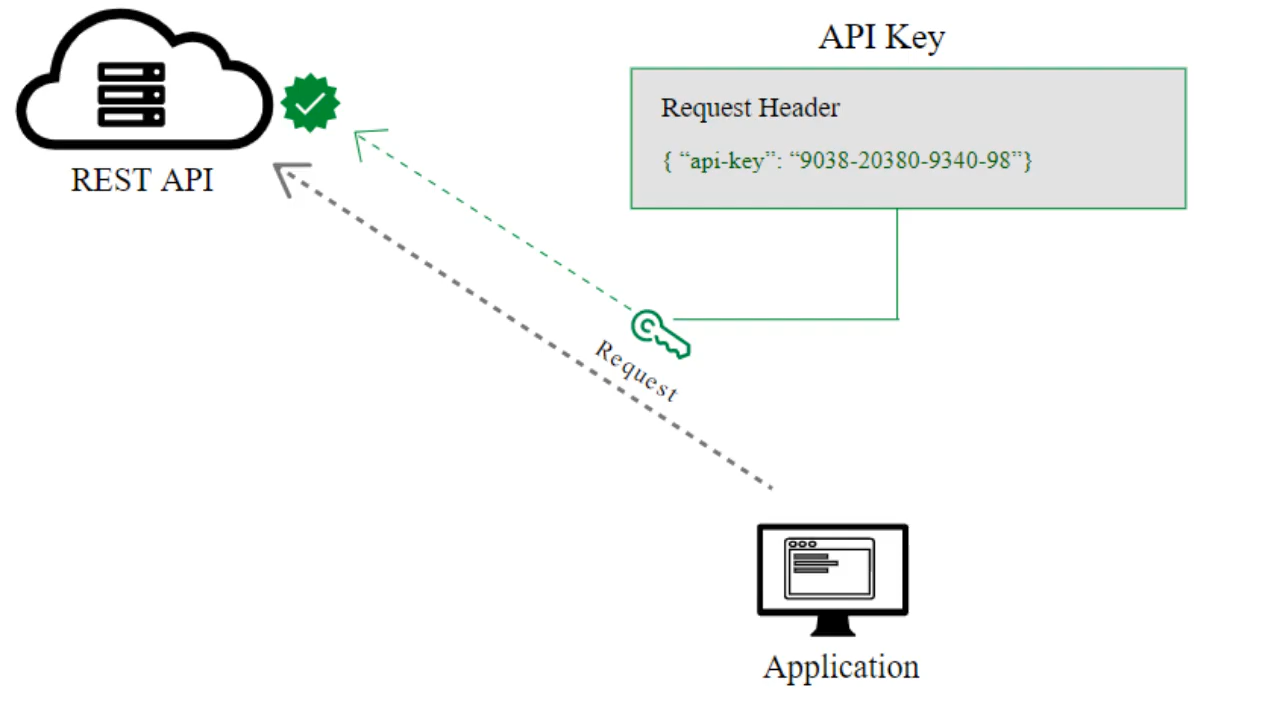 API Key
Request Header
{ “api-key”: “9038-20380-9340-98”}
REST API
Request
Application